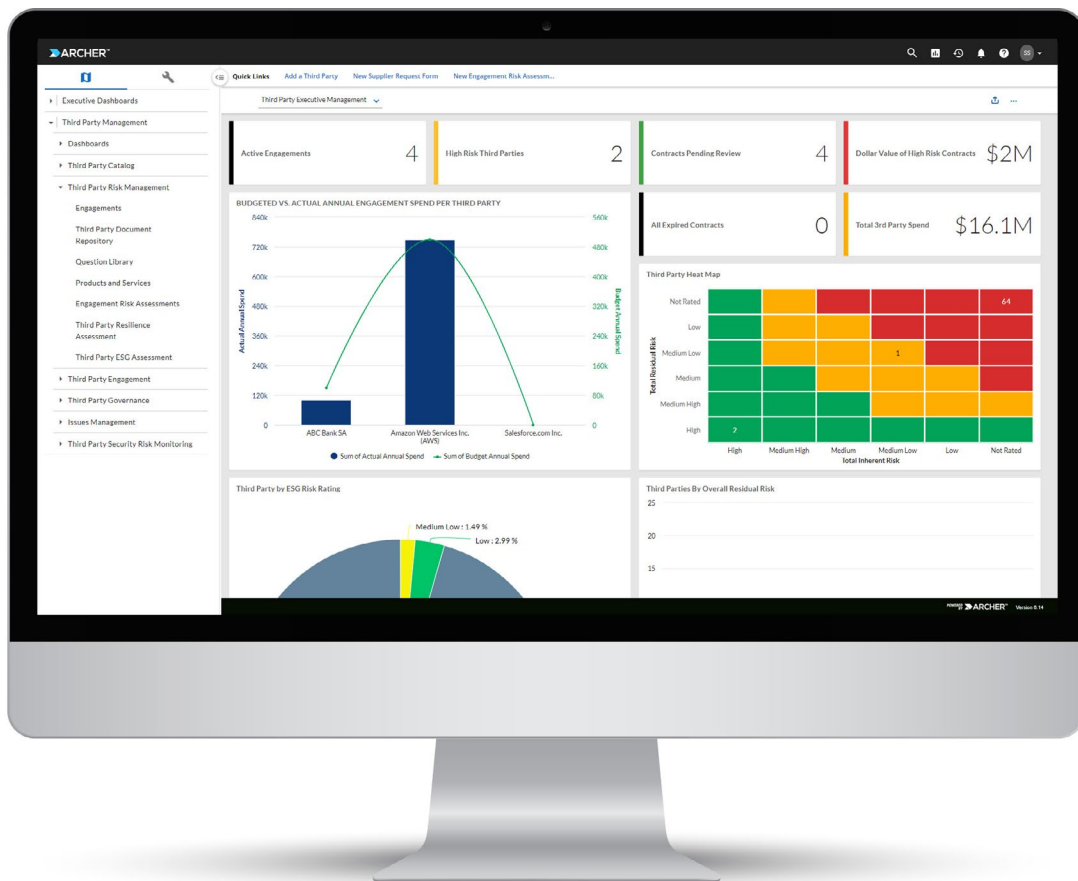 ARCHER™
SS
Quick Links Add a Third Party New Supplier Request Form New Engagement Risk Assessm...
Third Party Executive Management
Executive Dashboards
Third Party Management
Dashboards
Third Party Catalog
Third Party Risk Management
Engagements
Third Party Document
Repository
Question Library
Products and Services
Engagement Risk Assessments
Third Party Resilience
Assessment
Third Party ESG Assessment
Third Party Engagement
Third Party Governance
Issues Management
Third Party Security Risk Monitoring
Active Engagements 4
High Risk Third Parties 2
Contracts Pending Review 4
Dollar Value of High Risk Contracts $2M
All Expired Contracts 0
Total 3rd Party Spend $16.1M
BUDGETED VS. ACTUAL ANNUAL ENGAGEMENT SPEND PER THIRD PARTY
Actual Annual Spend
840k
720k
600k
480k
360k
240k
120k
0
560k
480k
400k
320k
240k
160k
80k
0
Budget Annual Spend
ABC Bank SA
Amazon Web Services Inc.
(AWS)
Salesforce.com Inc.
Sum of Actual Annual Spend Sum of Budget Annual Spend
Third Party Heat Map
Total Residual Risk
Not Rated 64
Low
Medium Low 1
Medium
Medium High
High 2
High Medium High Medium Medium Low Low Not Rated
Total Inherent Risk
Third Party by ESG Risk Rating
Medium Low : 1.49 %
Low : 2.99 %
Third Parties By Overall Residual Risk
25
20
15
POWERED BY ARCHER™ Version 6.14